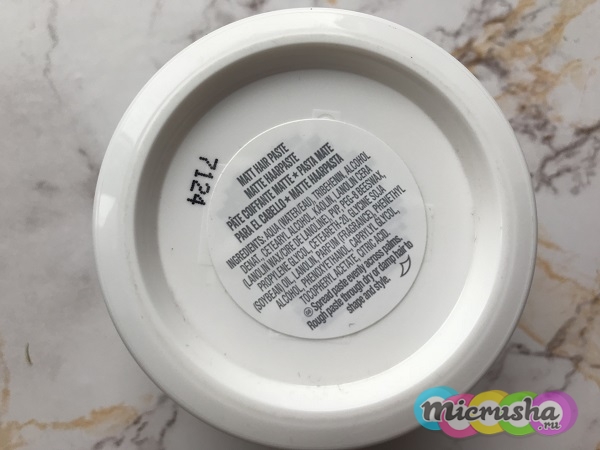 MATT HAIR PASTE
MATTE HAARPASTE
PÂTE COIFFANTE MATTE ★ PASTA MATE
PARA EL CABELLO ★ MATTE HAARPASTA
INGREDIENTS: AQUA (WATER/EAU), TRIBEHENIN, ALCOHOL
DENAT., CETEARYL ALCOHOL, KAOLIN, LANOLIN CERA
(LANOLIN WAX/CIRE DE LANOLINE), PVP, PEG-8 BEESWAX,
PROPYLENE GLYCOL, CETEARETH-20, GLYCINE SOJA
(SOYBEAN) OIL, LANOLIN, PARFUM (FRAGRANCE), PHENETHYL
ALCOHOL, PHENOXYETHANOL, CAPRYLYL GLYCOL,
TOCOPHERYL ACETATE, CITRIC ACID.
Spread paste evenly across palms.
Rough paste through dry or damp hair to
shape and style.
7124
micrusha
.ru